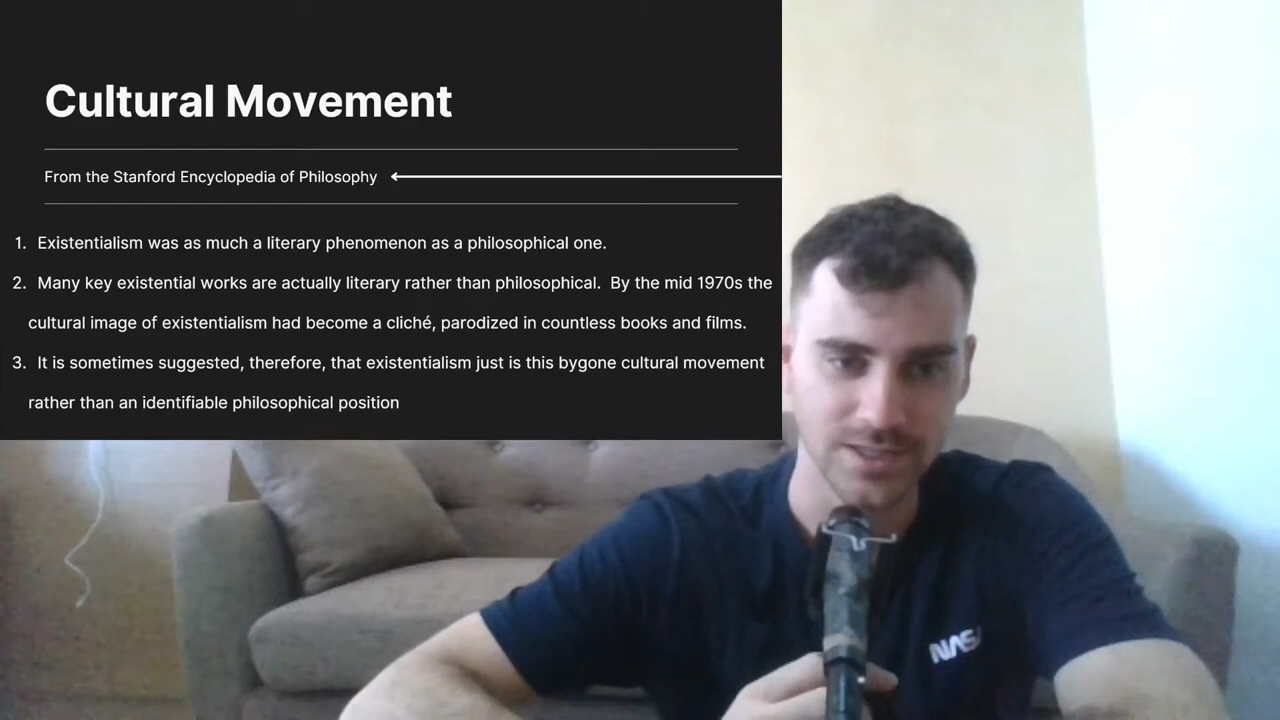 Cultural Movement
From the Stanford Encyclopedia of Philosophy
1. Existentialism was as much a literary phenomenon as a philosophical one.
2. Many key existential works are actually literary rather than philosophical. By the mid 1970s the
cultural image of existentialism had become a cliché, parodized in countless books and films.
3. It is sometimes suggested, therefore, that existentialism just is this bygone cultural movement
rather than an identifiable philosophical position
NASA